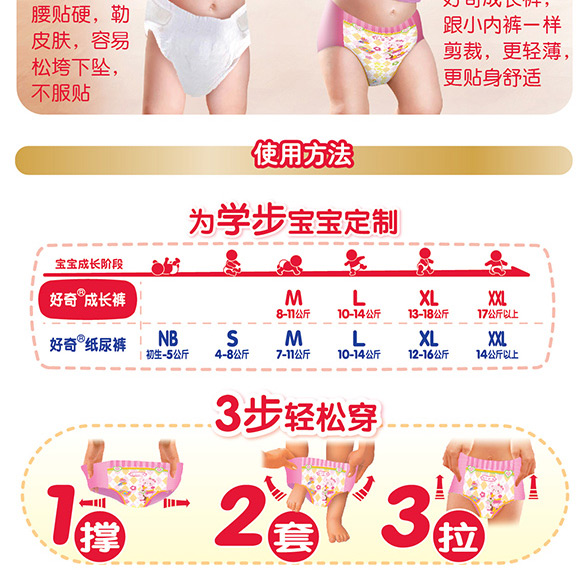 腰贴硬，勒
皮肤，容易
松垮下坠，
不服贴
好奇成长裤，
跟小内裤一样
剪裁，更轻薄，
更贴身舒适
使用方法
为学步宝宝定制
宝宝成长阶段
好奇®成长裤 M L XL XXL
8-11公斤 10-14公斤 13-18公斤 17公斤以上
好奇®纸尿裤 NB S M L XL XXL
初生-5公斤 4-8公斤 7-11公斤 10-14公斤 12-16公斤 14公斤以上
3步轻松穿
1撑 2套 3拉